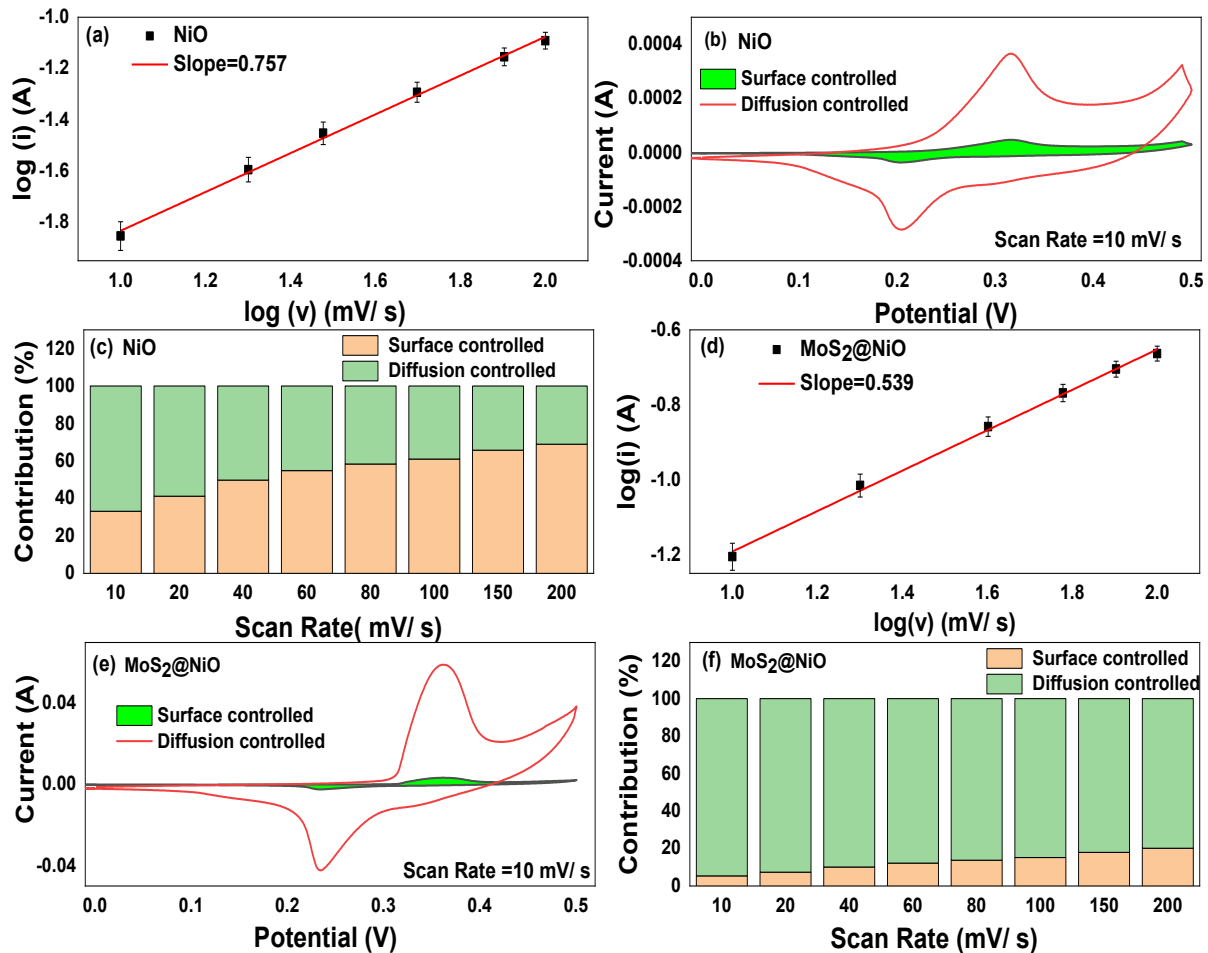 (a)
NiO
Slope=0.757
-1.0
-1.2
-1.4
-1.6
-1.8
log (i) (A)
1.0
1.2
1.4
1.6
1.8
2.0
log (v) (mV/ s)
(b) NiO
Surface controlled
Diffusion controlled
0.0004
0.0002
0.0000
-0.0002
-0.0004
Current (A)
Scan Rate =10 mV/ s
0.0
0.1
0.2
0.3
0.4
0.5
Potential (V)
(c) NiO
Surface controlled
Diffusion controlled
120
100
80
60
40
20
0
Contribution (%)
10
20
40
60
80
100
150
200
Scan Rate( mV/ s)
(d)
MoS2@NiO
Slope=0.539
-0.6
-0.8
-1.0
-1.2
log(i) (A)
1.0
1.2
1.4
1.6
1.8
2.0
log(v) (mV/ s)
(e) MoS2@NiO
Surface controlled
Diffusion controlled
0.04
0.00
-0.04
Current (A)
Scan Rate =10 mV/ s
0.0
0.1
0.2
0.3
0.4
0.5
Potential (V)
(f) MoS2@NiO
Surface controlled
Diffusion controlled
120
100
80
60
40
20
0
Contribution (%)
10
20
40
60
80
100
150
200
Scan Rate (mV/ s)